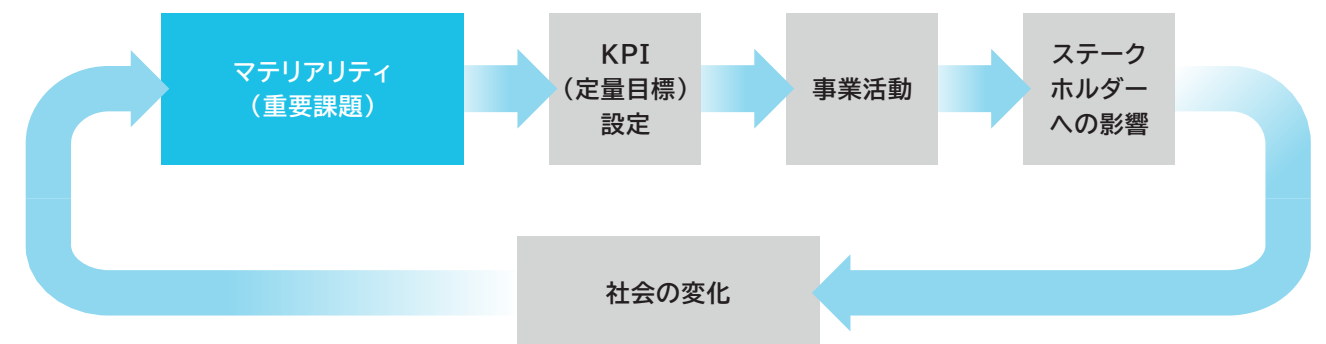 マテリアリティ
（重要課題）
KPI
（定量目標）
設定
事業活動
ステーク
ホルダー
への影響
社会の変化